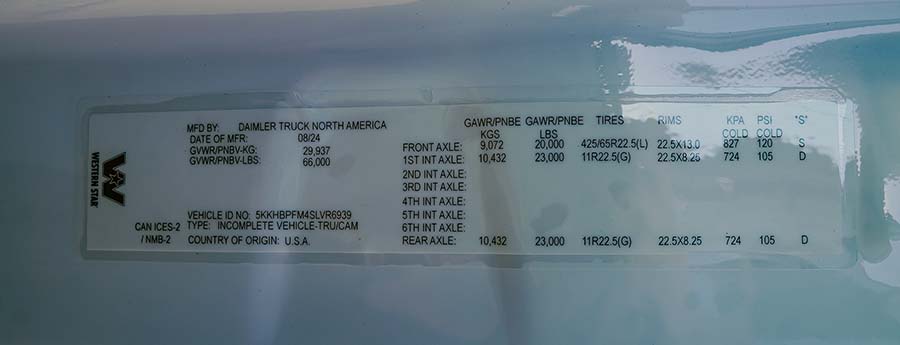 WESTERN STAR
MFD BY: DAIMLER TRUCK NORTH AMERICA
DATE OF MFR: 08/24
GVWR/PNBV-KG: 29,937
GVWR/PNBV-LBS: 66,000
VEHICLE ID NO: 5KKHBPFM4SLVR6939
CAN ICES-2 TYPE: INCOMPLETE VEHICLE-TRU/CAM
/ NMB-2 COUNTRY OF ORIGIN: U.S.A.
GAWR/PNBE GAWR/PNBE TIRES RIMS KPA PSI *S*
KGS LBS COLD COLD
FRONT AXLE: 9,072 20,000 425/65R22.5(L) 22.5X13.0 827 120 S
1ST INT AXLE: 10,432 23,000 11R22.5(G) 22.5X8.25 724 105 D
2ND INT AXLE:
3RD INT AXLE:
4TH INT AXLE:
5TH INT AXLE:
6TH INT AXLE:
REAR AXLE: 10,432 23,000 11R22.5(G) 22.5X8.25 724 105 D